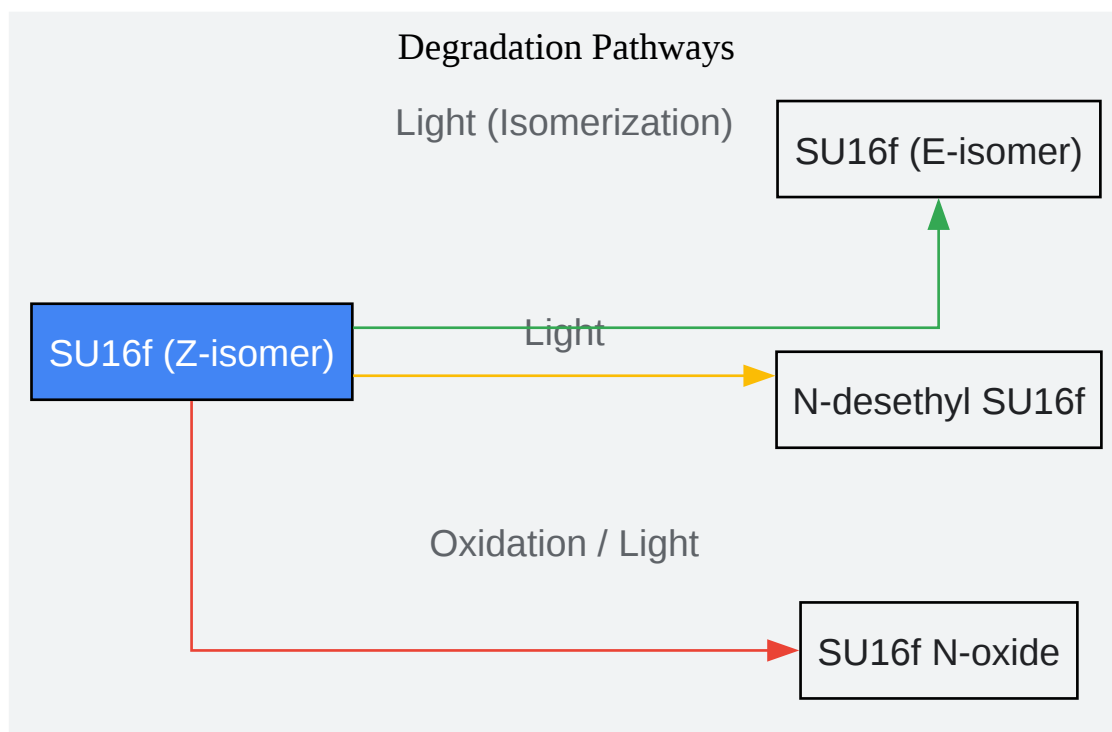 Degradation Pathways
Light (Isomerization)
SU16f (E-isomer)
Light
SU16f (Z-isomer)
N-desethyl SU16f
Oxidation / Light
SU16f N-oxide